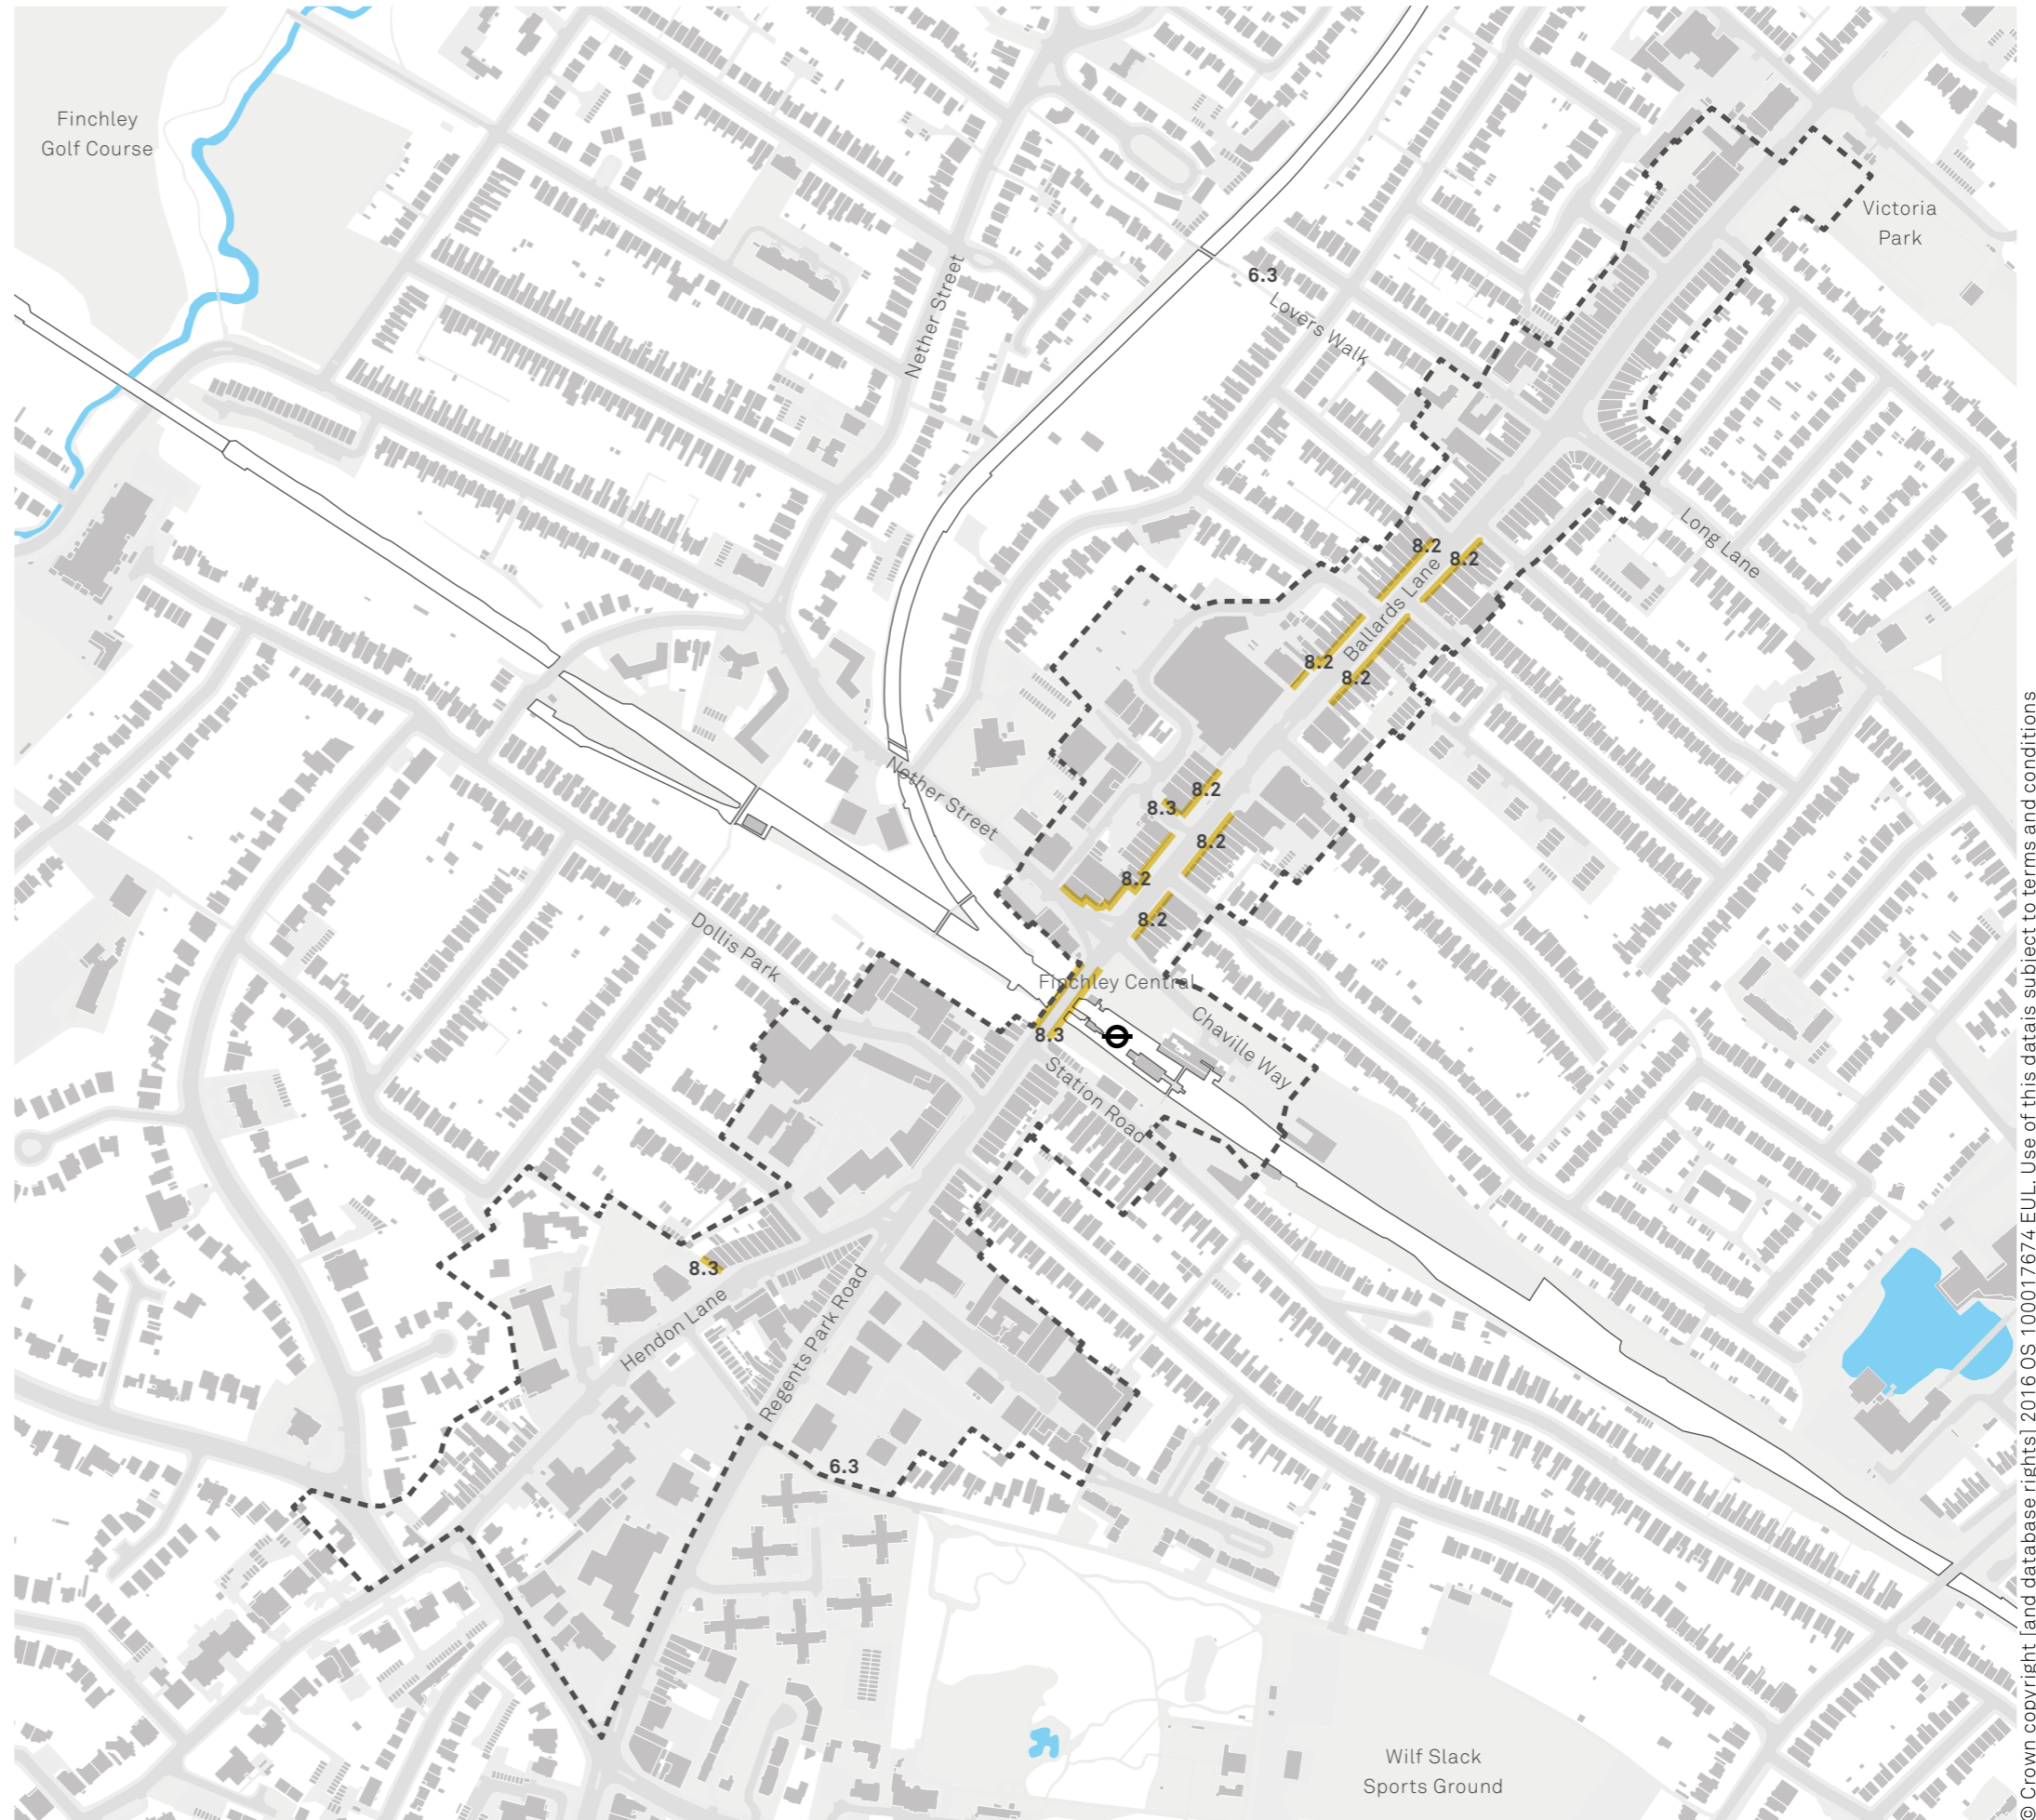 Finchley
Golf Course
Victoria
Park
Nether Street
6.3
Lovers Walk
Long Lane
8.2
8.2
Ballards Lane
8.2
8.2
Nether Street
8.2
8.3
8.2
8.2
8.2
Dollis Park
Finchley Central
8.3
Chaville Way
Station Road
8.3
Hendon Lane
Regents Park Road
6.3
Wilf Slack
Sports Ground
© Crown copyright [and database rights] 2016 OS 100017674 EUL. Use of this datais subject to terms and conditions